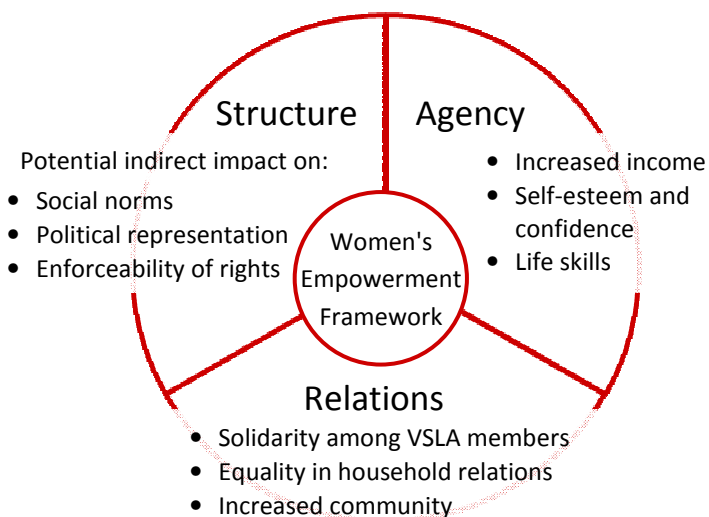 Structure
Potential indirect impact on:
• Social norms
• Political representation
• Enforceability of rights
Agency
• Increased income
• Self-esteem and
confidence
• Life skills
Women's
Empowerment
Framework
Relations
• Solidarity among VSLA members
• Equality in household relations
• Increased community